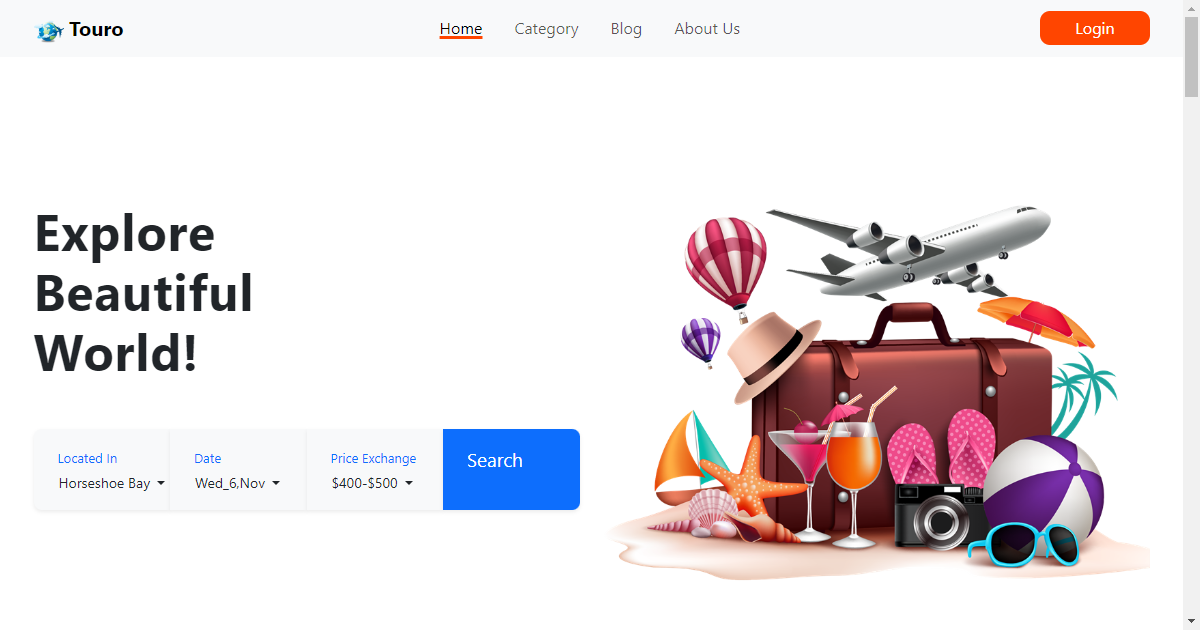 Touro
Home
Category
Blog
About Us
Login
Explore
Beautiful
World!
Located In
Horseshoe Bay
Date
Wed_6,Nov
Price Exchange
$400-$500
Search